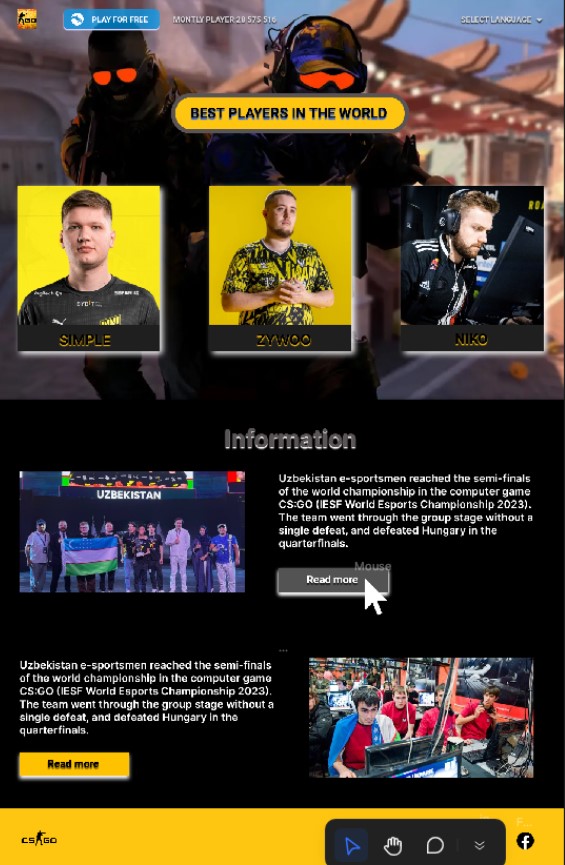 GO
PLAY FOR FREE
MONTLY PLAYER 20 575 516
SELECT LANGUAGE
BEST PLAYERS IN THE WORLD
SIMPLE
ZYWOO
NIKO
Information
UZBEKISTAN
Uzbekistan e-sportsmen reached the semi-finals
of the world championship in the computer game
CS:GO (IESF World Esports Championship 2023).
The team went through the group stage without a
single defeat, and defeated Hungary in the
quarterfinals.
Mouse
Read more
...
Uzbekistan e-sportsmen reached the semi-finals
of the world championship in the computer game
CS:GO (IESF World Esports Championship 2023).
The team went through the group stage without a
single defeat, and defeated Hungary in the
quarterfinals.
Read more
F...
CS GO